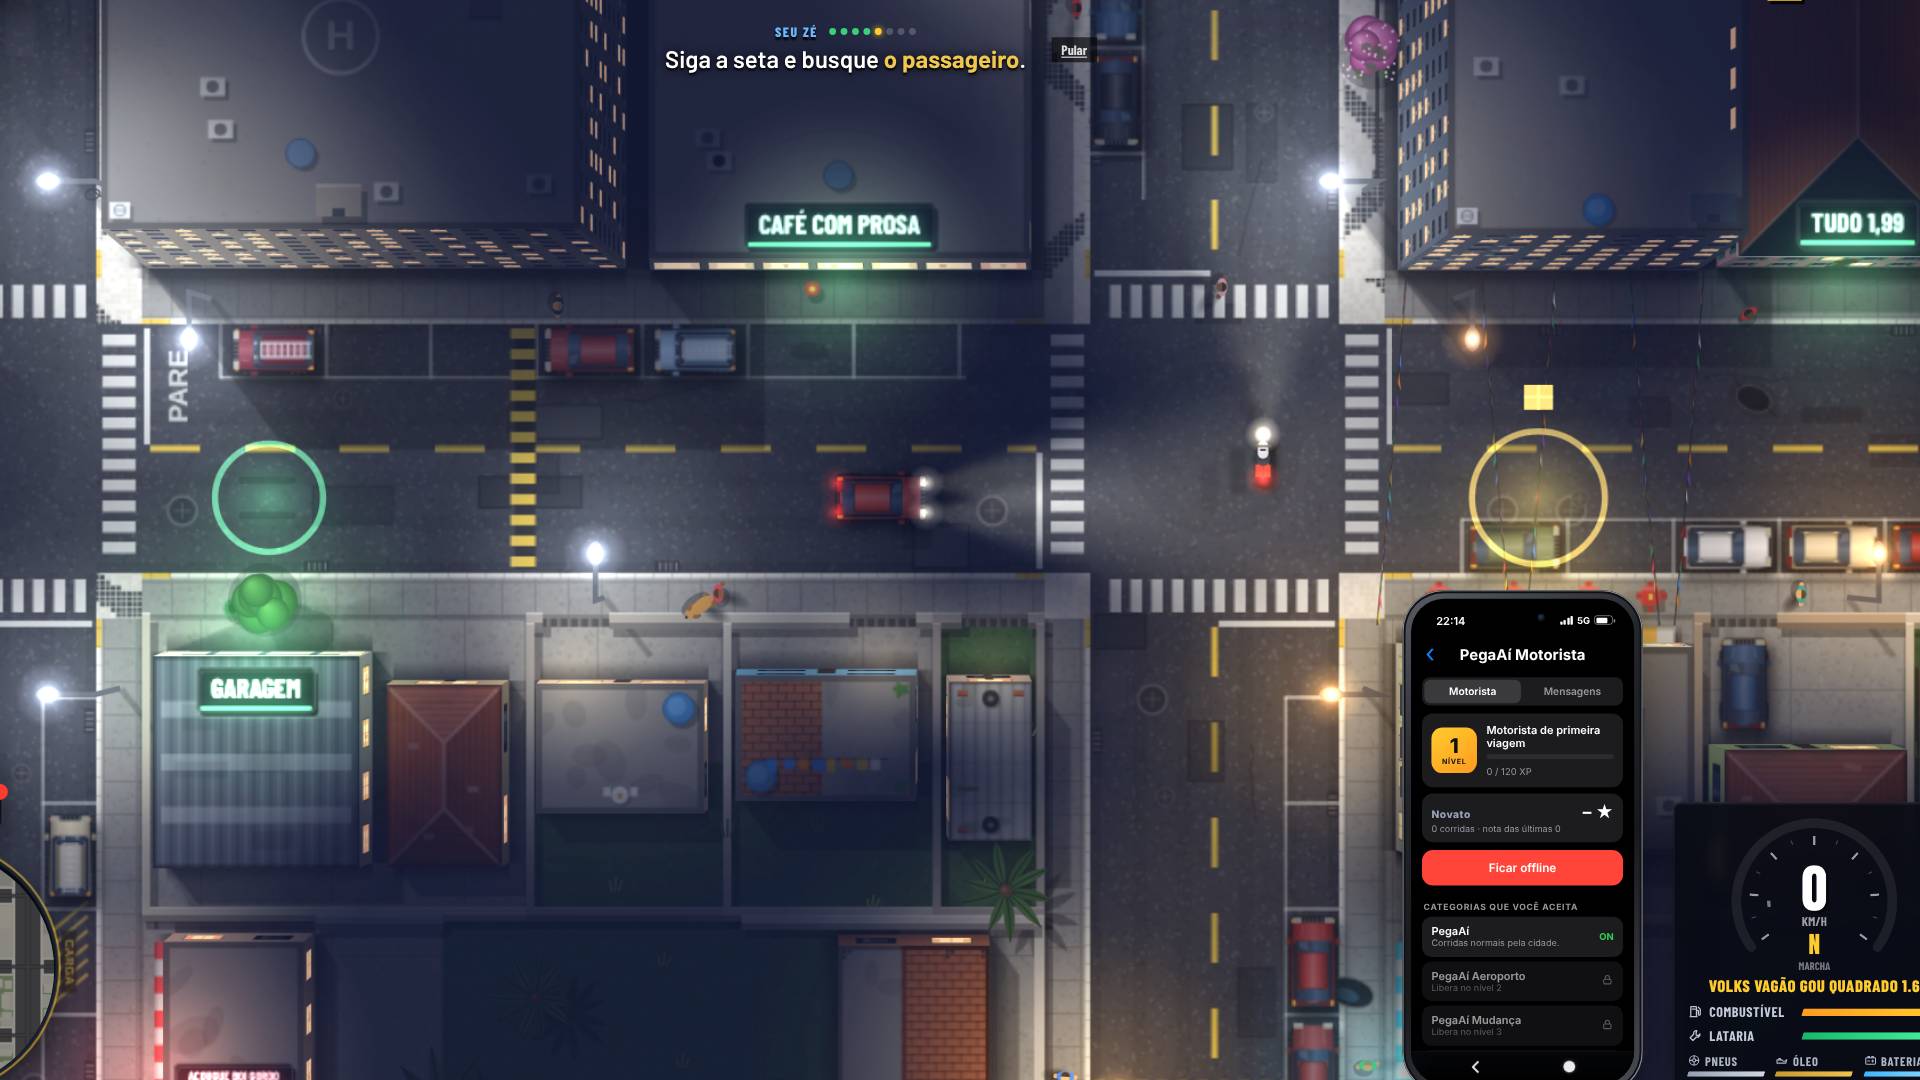 SEU ZÉ
Siga a seta e busque o passageiro.
Pular
H
CAFÉ COM PROSA
TUDO 1,99
PARE
GARAGEM
CARGA
22:14
5G
PegaAí Motorista
Motorista
Mensagens
1
NÍVEL
Motorista de primeira
viagem
0 / 120 XP
Novato
0 corridas · nota das últimas 0
Ficar offline
CATEGORIAS QUE VOCÊ ACEITA
PegaAí
Corridas normais pela cidade.
ON
PegaAí Aeroporto
Libera no nível 2
PegaAí Mudança
Libera no nível 3
0
KM/H
N
MARCHA
VOLKS VAGÃO GOU QUADRADO 1.6
COMBUSTÍVEL
LATARIA
PNEUS
ÓLEO
BATERIA